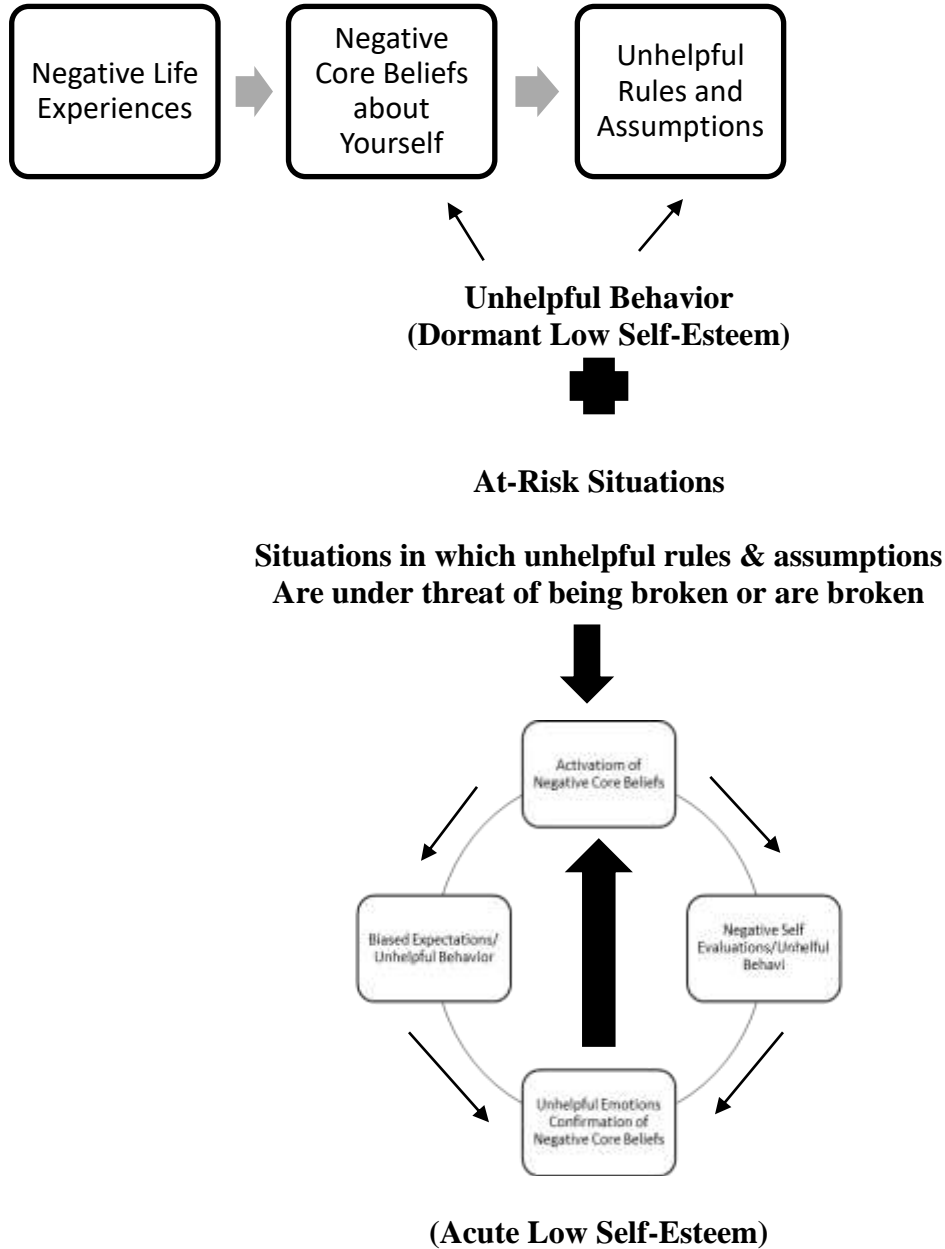 Negative Life
Experiences
Negative
Core Beliefs
about
Yourself
Unhelpful
Rules and
Assumptions
Unhelpful Behavior
(Dormant Low Self-Esteem)
At-Risk Situations
Situations in which unhelpful rules & assumptions
Are under threat of being broken or are broken
Activatiom of
Negative Core Beliefs
Biased Expectations/
Unhelpful Behavior
Negative Self
Evaluations/Unhelful
Behavi
Unhelpful Emotions
Confirmation of
Negative Core Beliefs
(Acute Low Self-Esteem)